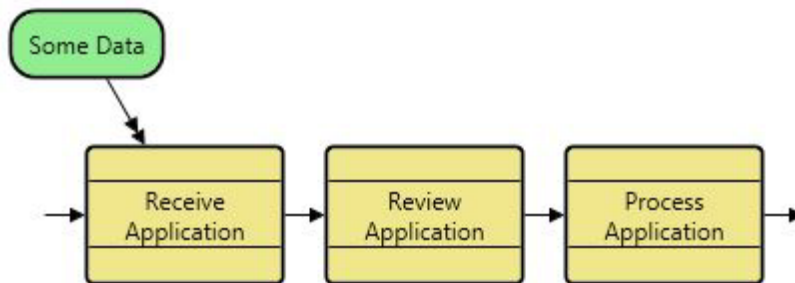 Some Data
Receive
Application
Review
Application
Process
Application